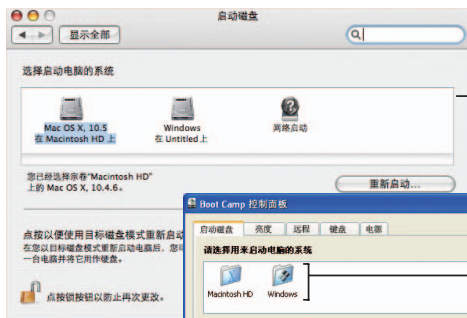 启动磁盘
显示全部
选择启动电脑的系统
Mac OS X, 10.5
在 Macintosh HD 上
Windows
在 Untitled 上
网络启动
您已经选择宗卷“Macintosh HD”
上的 Mac OS X, 10.4.6。
重新启动...
点按以便使用目标磁盘模式重新启动
在您以目标磁盘模式重新启动电脑后，您可
一台电脑并将它用作硬盘。
点按锁按钮以防止再次更改。
Boot Camp 控制面板
启动磁盘
亮度
远程
键盘
电源
请选择用来启动电脑的系统
Macintosh HD
Windows